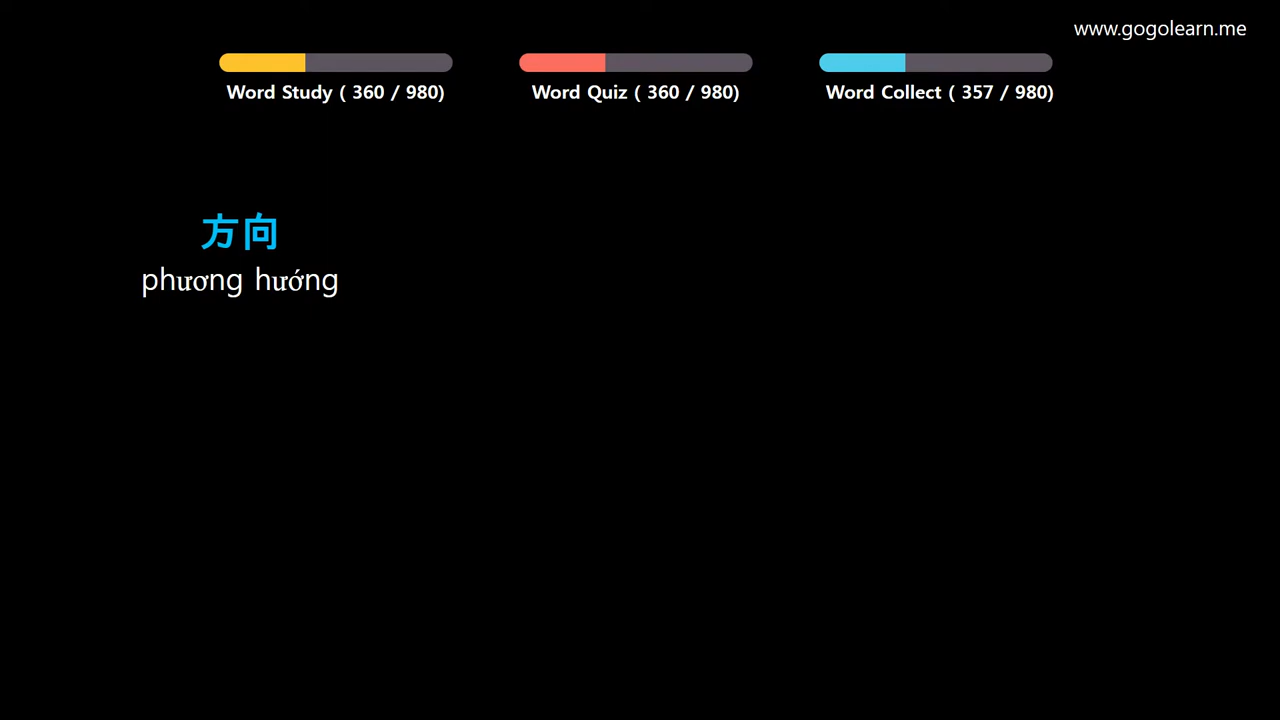 www.gogolearn.me
Word Study ( 360 / 980)
Word Quiz ( 360 / 980)
Word Collect ( 357 / 980)
方向
phương hướng